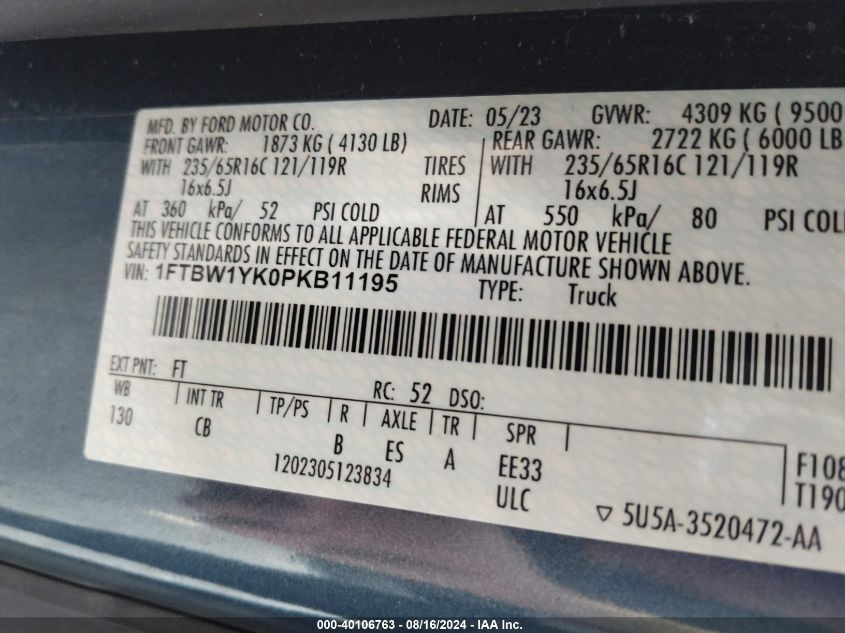 MFD. BY FORD MOTOR CO. DATE: 05/23 GVWR: 4309 KG ( 9500
FRONT GAWR: 1873 KG ( 4130 LB) REAR GAWR: 2722 KG ( 6000 LB
WITH 235/65R16C 121/119R TIRES WITH 235/65R16C 121/119R
16x6.5J RIMS 16x6.5J
AT 360 kPa/ 52 PSI COLD AT 550 kPa/ 80 PSI COL
THIS VEHICLE CONFORMS TO ALL APPLICABLE FEDERAL MOTOR VEHICLE
SAFETY STANDARDS IN EFFECT ON THE DATE OF MANUFACTURE SHOWN ABOVE.
VIN: 1FTBW1YK0PKB11195 TYPE: Truck
EXT PNT: FT RC: 52 DSO:
WB INT TR TP/PS R AXLE TR SPR
130 CB B ES A EE33 F108
1202305123834 ULC T190
▽ 5U5A-3520472-AA
000-40106763 - 08/16/2024 - IAA Inc.